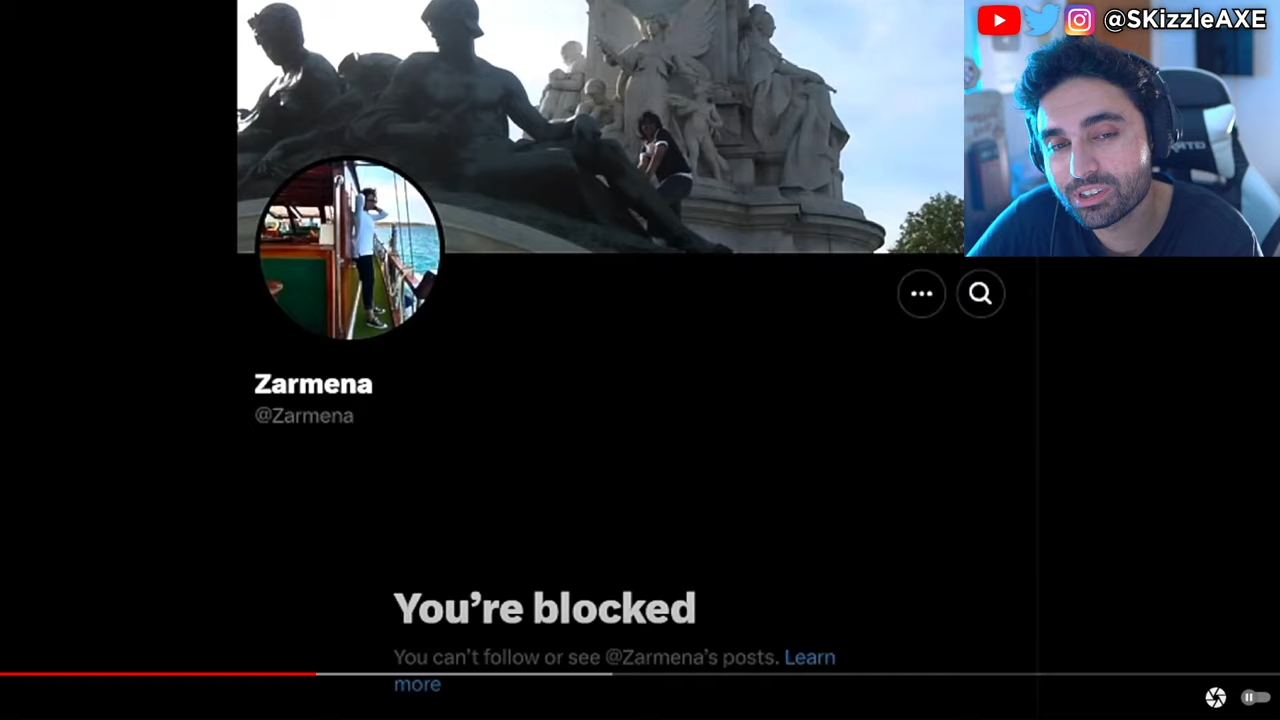 @SKizzleAXE
Zarmena
@Zarmena
You’re blocked
You can’t follow or see @Zarmena’s posts. Learn
more